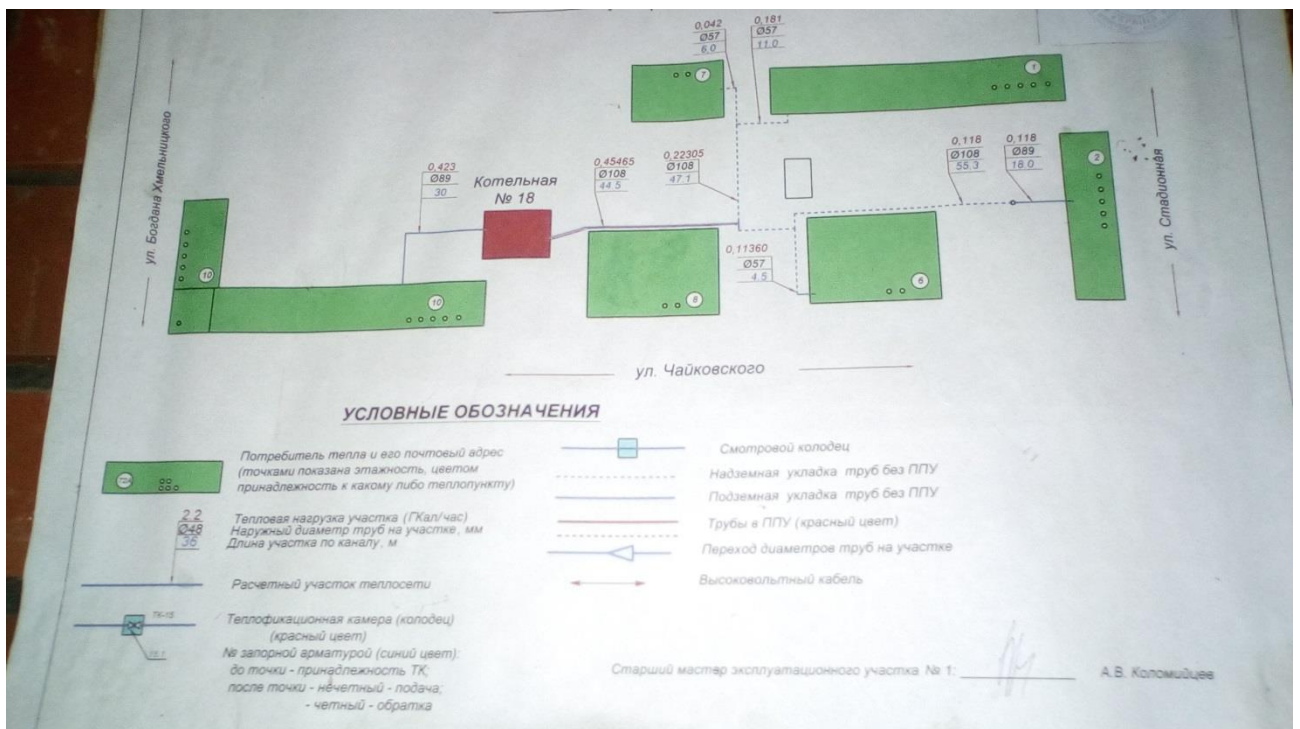 0,042
Ø57
6,0
0,181
Ø57
11.0
7
1
ул. Богдана Хмельницкого
0,423
Ø89
30
Котельная
№ 18
0,45465
Ø108
44.5
0,22305
Ø108
47.1
0,118
Ø108
55.3
0,118
Ø89
18.0
2
ул. Стадионная
10
10
8
0,11360
Ø57
4.5
6
ул. Чайковского
УСЛОВНЫЕ ОБОЗНАЧЕНИЯ
Потребитель тепла и его почтовый адрес
(точками показана этажность, цветом
принадлежность к какому либо теплопункту)
2.2
Ø48
36
Тепловая нагрузка участка (ГКал/час)
Наружный диаметр труб на участке, мм
Длина участка по каналу, м
Расчетный участок теплосети
ТК-15
Теплофикационная камера (колодец)
(красный цвет)
№ запорной арматурой (синий цвет):
до точки - принадлежность ТК;
после точки - нечетный - подача;
- четный - обратка
Смотровой колодец
Надземная укладка труб без ППУ
Подземная укладка труб без ППУ
Трубы в ППУ (красный цвет)
Переход диаметров труб на участке
Высоковольтный кабель
Старший мастер эксплуатационного участка № 1:
А.В. Коломийцев